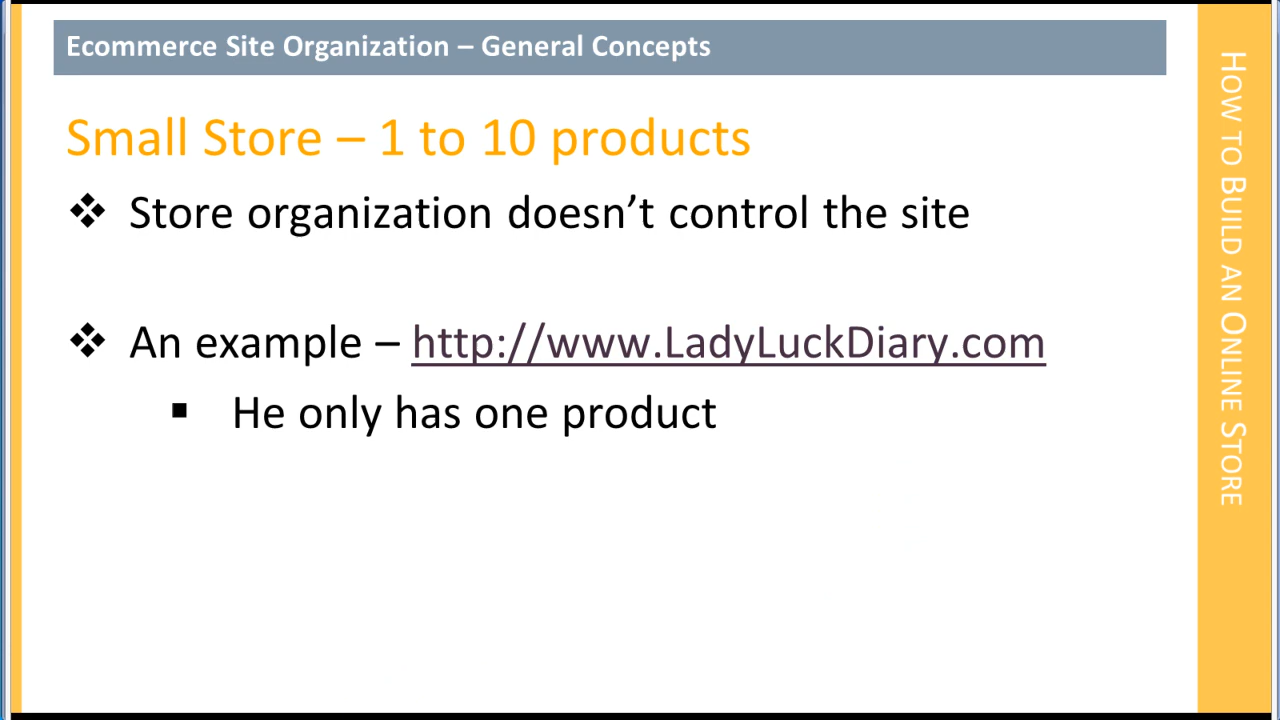 Ecommerce Site Organization – General Concepts
Small Store – 1 to 10 products
❖ Store organization doesn’t control the site
❖ An example – http://www.LadyLuckDiary.com
▪ He only has one product
How to Build an Online Store